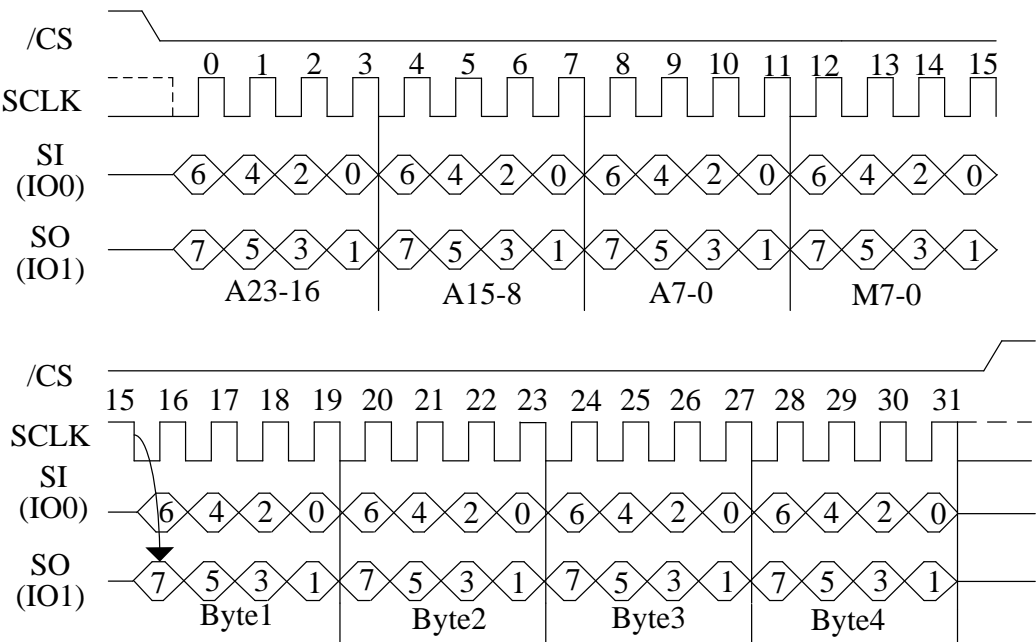 /CS
0 1 2 3 4 5 6 7 8 9 10 11 12 13 14 15
SCLK
SI
(IO0)
6 4 2 0 6 4 2 0 6 4 2 0 6 4 2 0
SO
(IO1)
7 5 3 1 7 5 3 1 7 5 3 1 7 5 3 1
A23-16 A15-8 A7-0 M7-0
/CS
15 16 17 18 19 20 21 22 23 24 25 26 27 28 29 30 31
SCLK
SI
(IO0)
6 4 2 0 6 4 2 0 6 4 2 0 6 4 2 0
SO
(IO1)
7 5 3 1 7 5 3 1 7 5 3 1 7 5 3 1
Byte1 Byte2 Byte3 Byte4